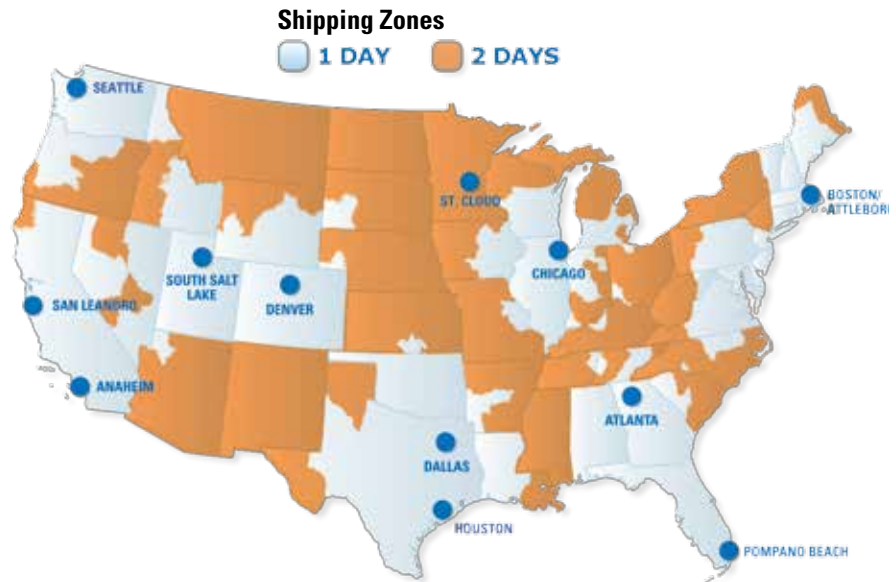 Shipping Zones
1 DAY 2 DAYS
SEATTLE
ST. CLOUD
BOSTON/
ATTLEBORO
CHICAGO
SOUTH SALT
LAKE
DENVER
SAN LEANDRO
ANAHEIM
ATLANTA
DALLAS
HOUSTON
POMPANO BEACH